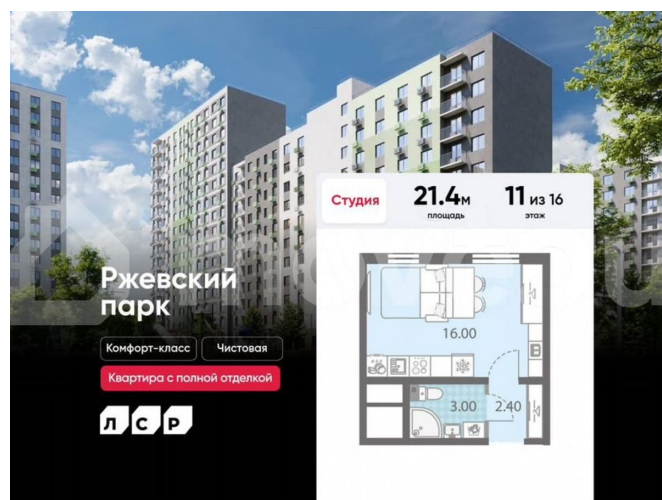 Студия
21.4м
площадь
11 из 16
этаж
Ржевский
парк
Комфорт-класс
Чистовая
Квартира с полной отделкой
ЛСР
16.00
3.00
2.40